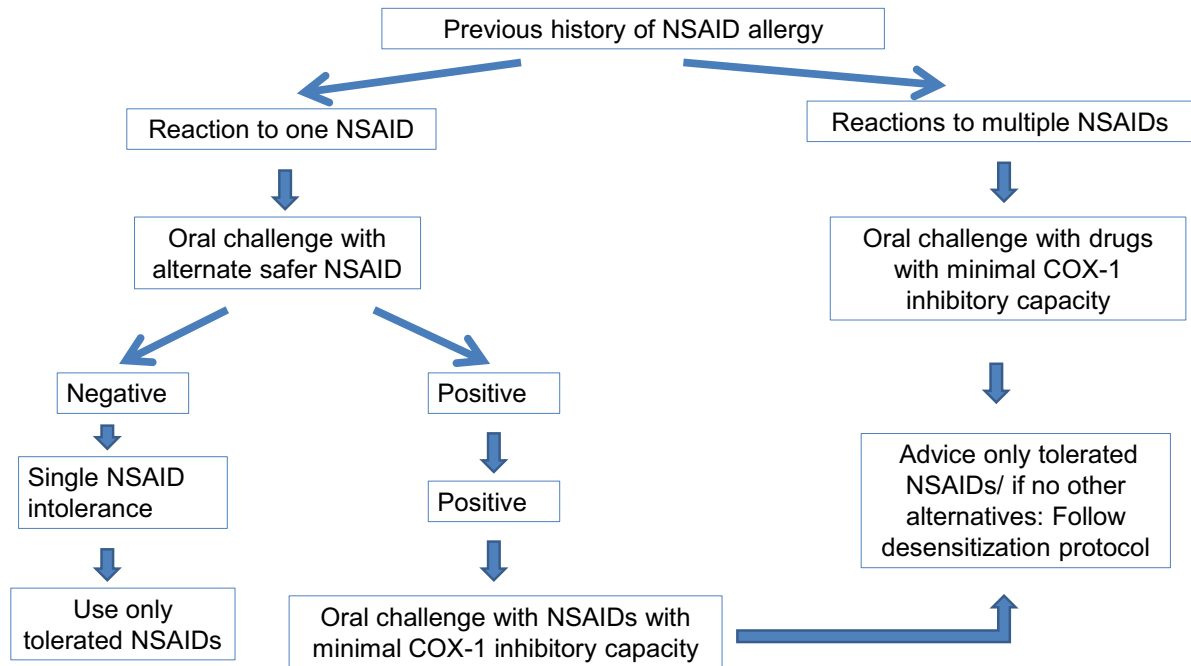 Previous history of NSAID allergy
Reaction to one NSAID
Reactions to multiple NSAIDs
Oral challenge with
alternate safer NSAID
Oral challenge with drugs
with minimal COX-1
inhibitory capacity
Negative
Positive
Single NSAID
intolerance
Positive
Advice only tolerated
NSAIDs/ if no other
alternatives: Follow
desensitization protocol
Use only
tolerated NSAIDs
Oral challenge with NSAIDs with
minimal COX-1 inhibitory capacity